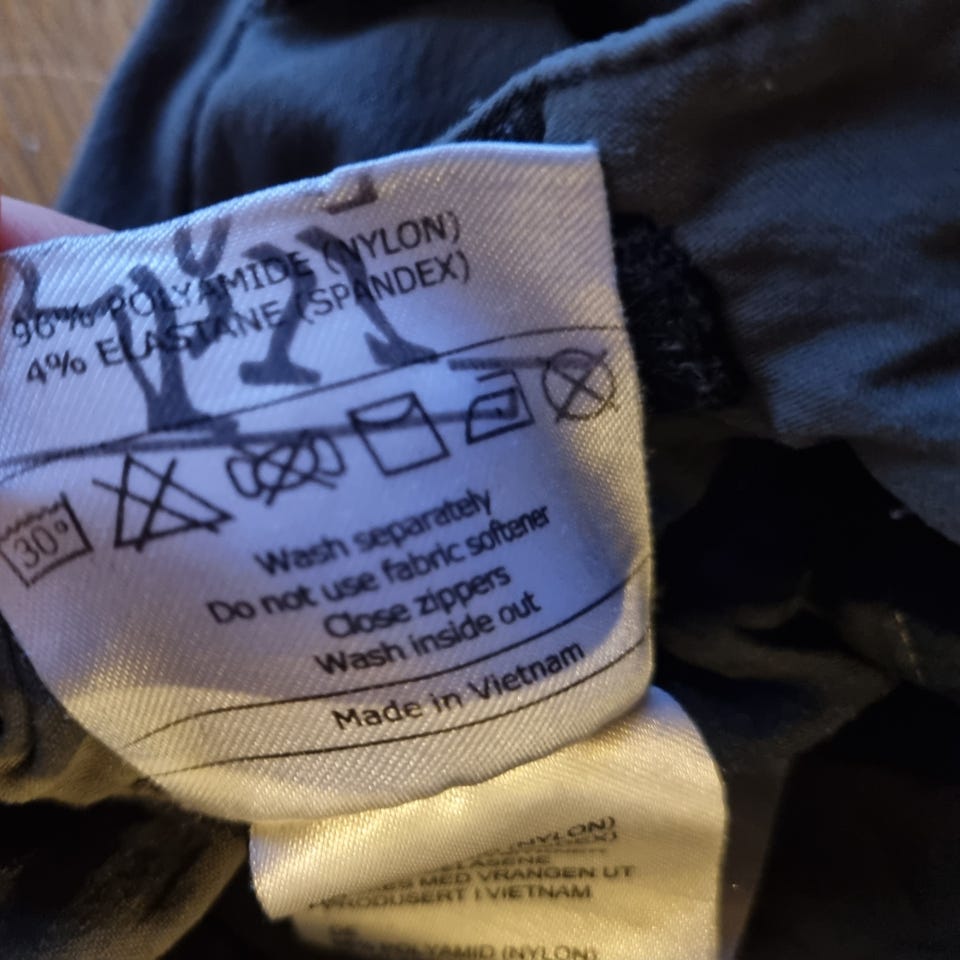 96% POLYAMIDE (NYLON)
4% ELASTANE (SPANDEX)
30°
Wash separately
Do not use fabric softener
Close zippers
Wash inside out
Made in Vietnam
(NYLON)
MED VRANGEN UT
PRODUSERT I VIETNAM
POLYAMID (NYLON)